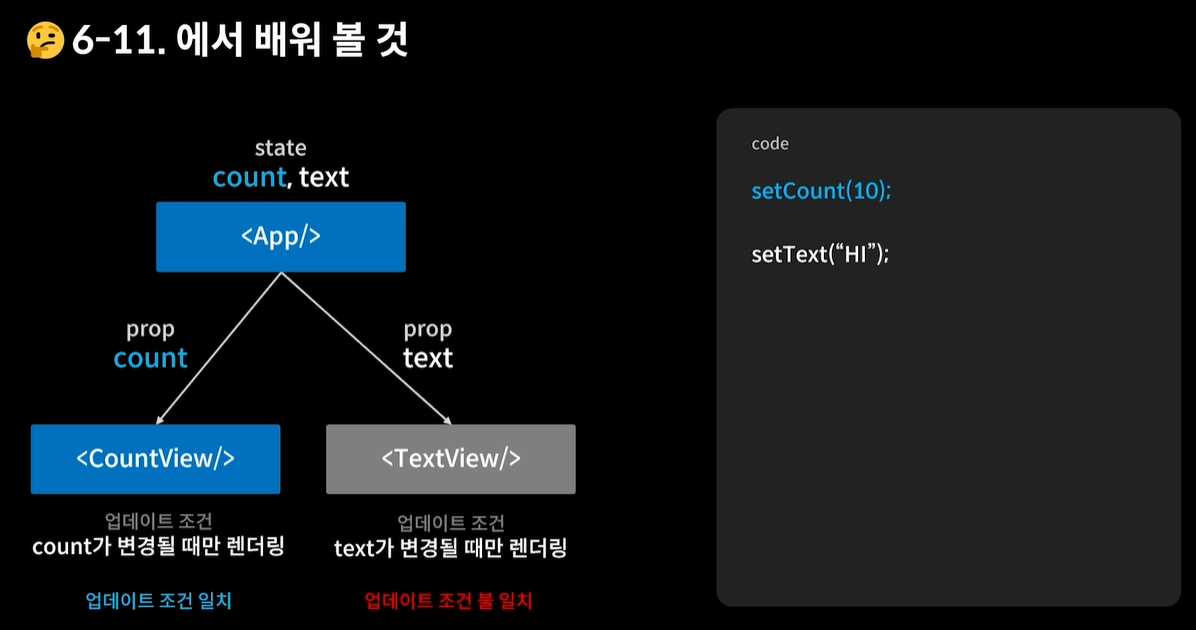 🤔6-11. 에서 배워 볼 것
state
count, text
<App/>
prop
count
prop
text
<CountView/>
<TextView/>
업데이트 조건
count가 변경될 때만 렌더링
업데이트 조건 일치
업데이트 조건
text가 변경될 때만 렌더링
업데이트 조건 불 일치
code
setCount(10);
setText(“HI”);